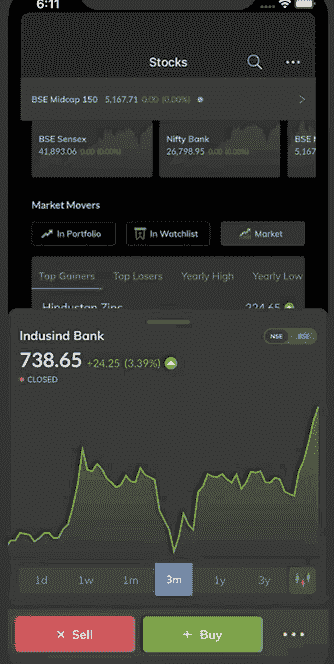 6:11
Stocks
BSE Midcap 150 5,167.71 0.00 (0.00%)
BSE Sensex Nifty Bank
41,893.06 0.00 (0.00%) 26,798.95 0.00 (0.00%) 5,167
Market Movers
In Portfolio In Watchlist Market
Top Gainers Top Losers Yearly High Yearly Low
Hindustan Zinc 224.65
Indusind Bank NSE BSE
738.65 +24.25 (3.39%)
CLOSED
1d 1w 1m 3m 1y 3y
× Sell + Buy